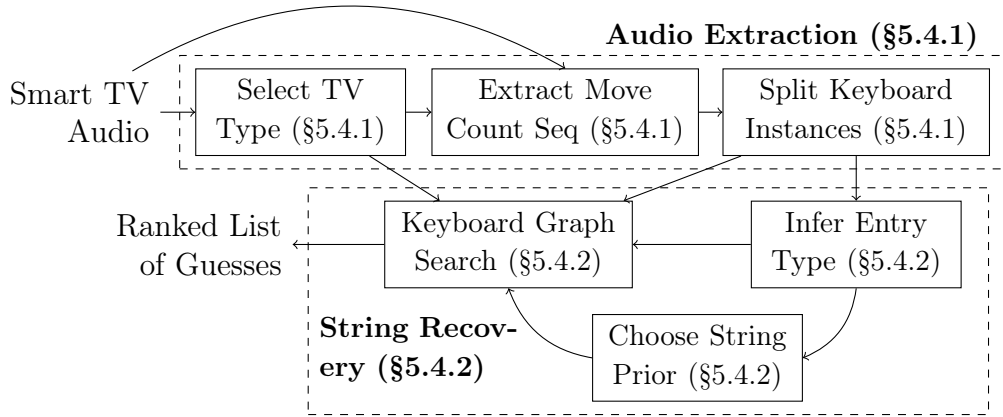 Audio Extraction (§5.4.1)
Smart TV
Audio
Select TV
Type (§5.4.1)
Extract Move
Count Seq (§5.4.1)
Split Keyboard
Instances (§5.4.1)
Ranked List
of Guesses
Keyboard Graph
Search (§5.4.2)
Infer Entry
Type (§5.4.2)
String Recov-
ery (§5.4.2)
Choose String
Prior (§5.4.2)